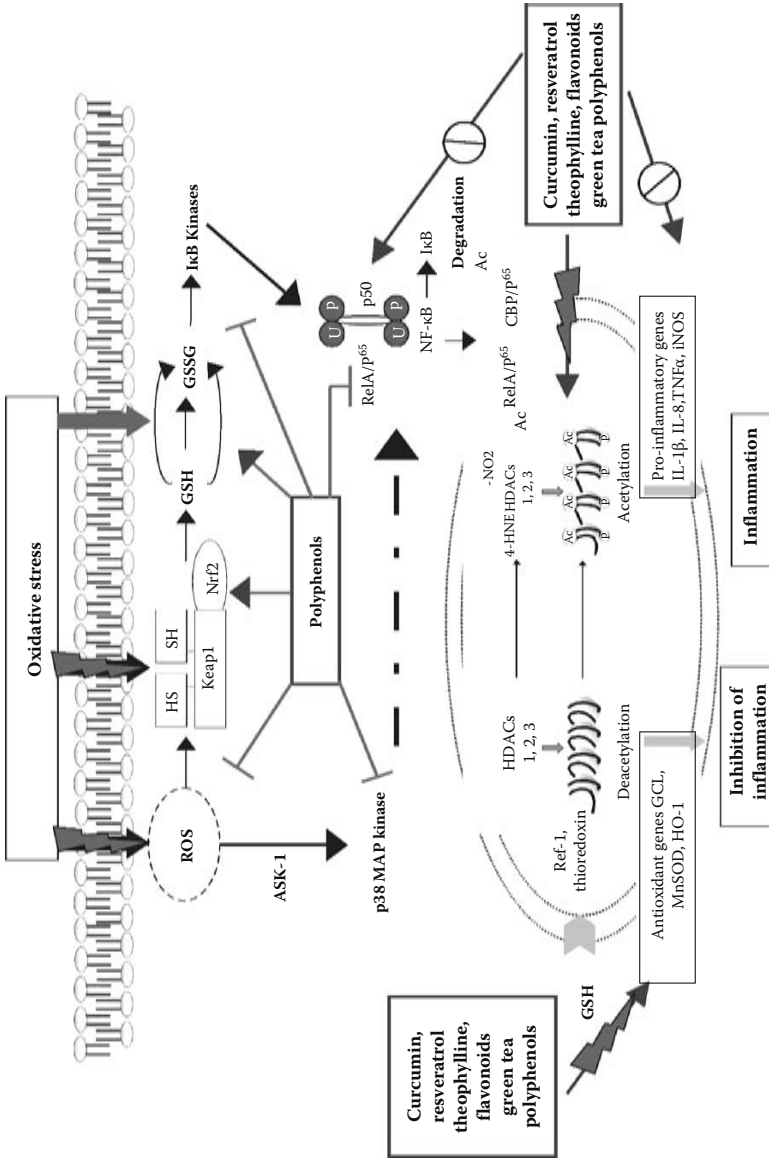 Oxidative stress
ROS
HS
SH
Keap1
Nrf2
GSH
GSSG
IκB Kinases
ASK-1
p38 MAP kinase
Polyphenols
U
P
U
P
p50
RelA/P65
NF-κB
IκB
Degradation
Ac
Ac
RelA/P65
CBP/P65
Curcumin, resveratrol
theophylline, flavonoids
green tea polyphenols
Curcumin,
resveratrol
theophylline,
flavonoids
green tea
polyphenols
GSH
Ref-1,
thioredoxin
HDACs
1, 2, 3
-NO2
4-HNE HDACs
1, 2, 3
Ac
Ac
Ac
Ac
P
P
P
P
Deacetylation
Acetylation
Antioxidant genes GCL,
MnSOD, HO-1
Pro-inflammatory genes
IL-1β, IL-8,TNFα, iNOS
Inhibition of
inflammation
Inflammation